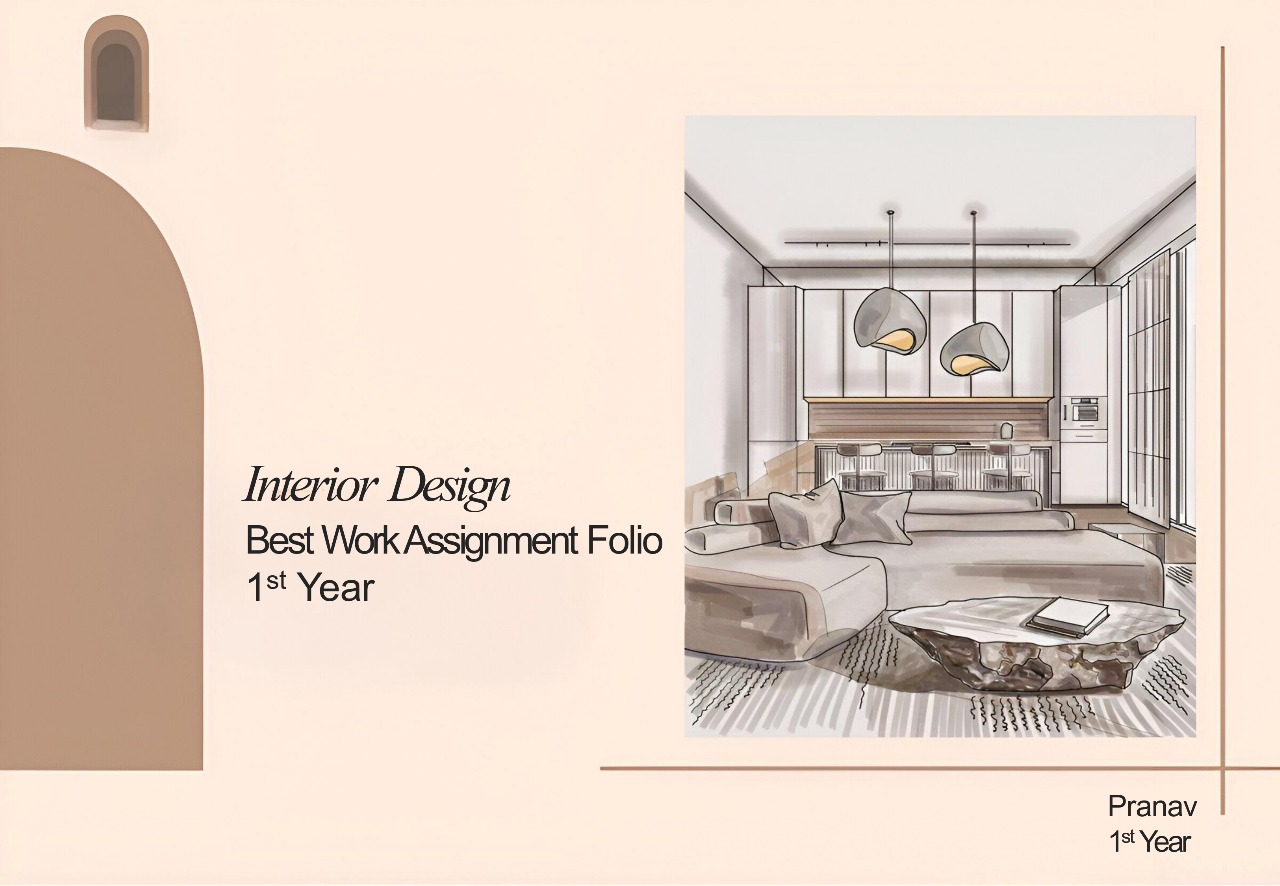 Interior Design
Best Work Assignment Folio
1st Year
Pranav
1st Year